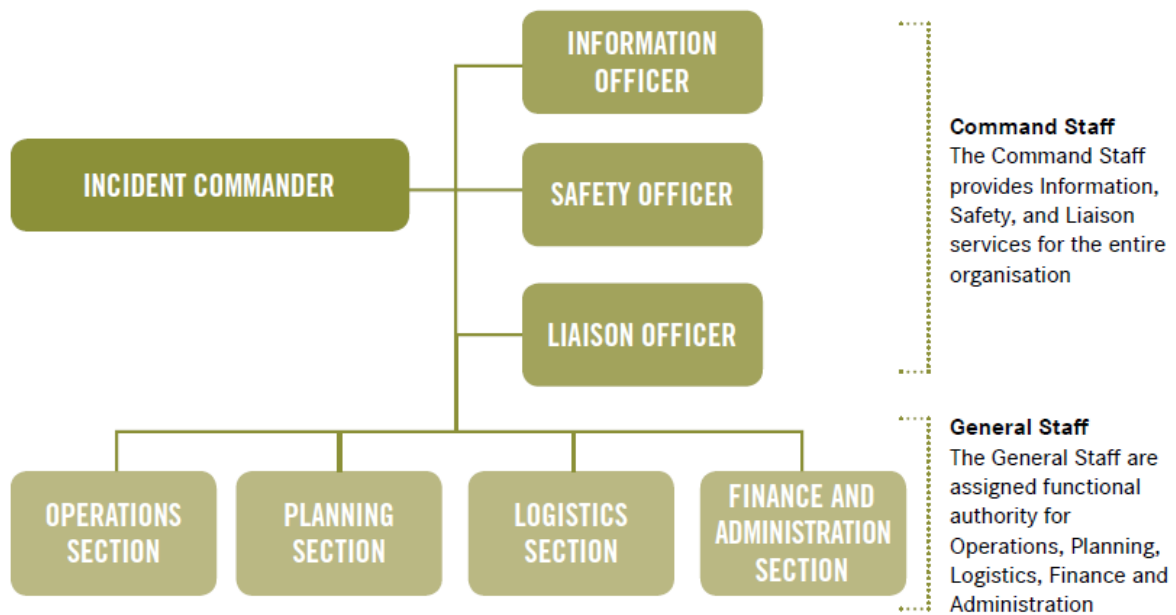 INFORMATION
OFFICER
INCIDENT COMMANDER
SAFETY OFFICER
LIAISON OFFICER
Command Staff
The Command Staff
provides Information,
Safety, and Liaison
services for the entire
organisation
OPERATIONS
SECTION
PLANNING
SECTION
LOGISTICS
SECTION
FINANCE AND
ADMINISTRATION
SECTION
General Staff
The General Staff are
assigned functional
authority for
Operations, Planning,
Logistics, Finance and
Administration